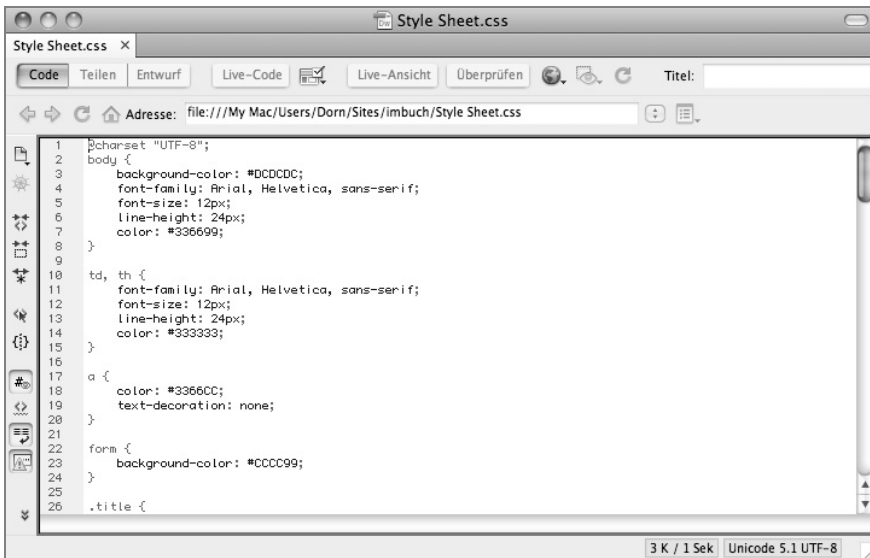 Style Sheet.css
Style Sheet.css ×
Code Teilen Entwurf Live-Code Live-Ansicht Überprüfen Titel:
Adresse: file:///My Mac/Users/Dorn/Sites/imbuch/Style Sheet.css
1 @charset "UTF-8";
2 body {
3 background-color: #DCDCDC;
4 font-family: Arial, Helvetica, sans-serif;
5 font-size: 12px;
6 line-height: 24px;
7 color: #336699;
8 }
9
10 td, th {
11 font-family: Arial, Helvetica, sans-serif;
12 font-size: 12px;
13 line-height: 24px;
14 color: #333333;
15 }
16
17 a {
18 color: #3366CC;
19 text-decoration: none;
20 }
21
22 form {
23 background-color: #CCCC99;
24 }
25
26 .title {
3 K / 1 Sek Unicode 5.1 UTF-8